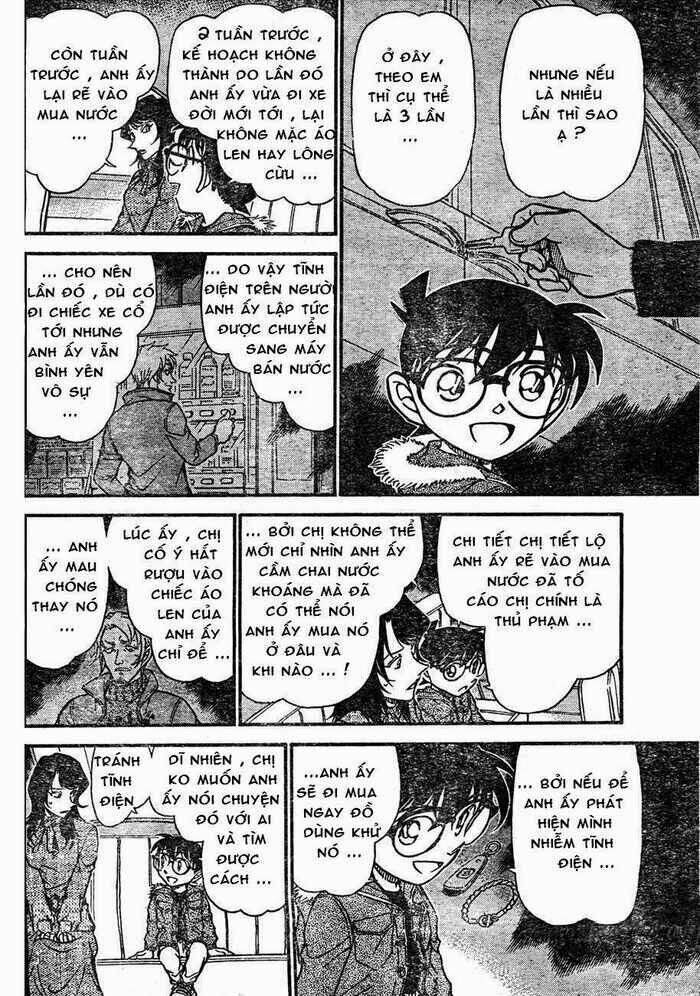 NHƯNG NẾU
LÀ NHIỀU
LẦN THÌ SAO
Ạ ?
Ở ĐÂY ,
THEO EM
THÌ CỤ THỂ
LÀ 3 LẦN
...
2 TUẦN TRƯỚC ,
KẾ HOẠCH KHÔNG
THÀNH DO LẦN ĐÓ
ANH ẤY VỪA ĐI XE
ĐỜI MỚI TỚI , LẠI
KHÔNG MẶC ÁO
LEN HAY LÔNG
CỪU ...
CÒN TUẦN
TRƯỚC , ANH ẤY
LẠI RẼ VÀO
MUA NƯỚC
...
... DO VẬY TĨNH
ĐIỆN TRÊN NGƯỜI
ANH ẤY LẬP TỨC
ĐƯỢC CHUYỂN
SANG MÁY
BÁN NƯỚC
...
... CHO NÊN
LẦN ĐÓ , DÙ CÓ
ĐI CHIẾC XE CỔ
TỚI NHƯNG
ANH ẤY VẪN
BÌNH YÊN
VÔ SỰ
...
CHI TIẾT CHỊ TIẾT LỘ
ANH ẤY RẼ VÀO MUA
NƯỚC ĐÃ TỐ
CÁO CHỊ CHÍNH LÀ
THỦ PHẠM ...
... BỞI CHỊ KHÔNG THỂ
MỚI CHỈ NHÌN ANH ẤY
CẦM CHAI NƯỚC
KHOÁNG MÀ ĐÃ
CÓ THỂ NÓI
ANH ẤY MUA NÓ
Ở ĐÂU VÀ
KHI NÀO ... !
LÚC ẤY , CHỊ
CỐ Ý HẮT
RƯỢU VÀO
CHIẾC ÁO
LEN CỦA
ANH ẤY
CHỈ ĐỂ ...
... ANH
ẤY MAU
CHÓNG
THAY NÓ ...
... BỞI NẾU ĐỂ
ANH ẤY PHÁT
HIỆN MÌNH
NHIỄM TĨNH
ĐIỆN ...
...ANH ẤY
SẼ ĐI MUA
NGAY ĐỒ
DÙNG KHỬ
NÓ ...
DĨ NHIÊN , CHỊ
KO MUỐN ANH
ẤY NÓI CHUYỆN
ĐÓ VỚI AI
VÀ TÌM
ĐƯỢC
CÁCH ...
TRÁNH
TĨNH
ĐIỆN